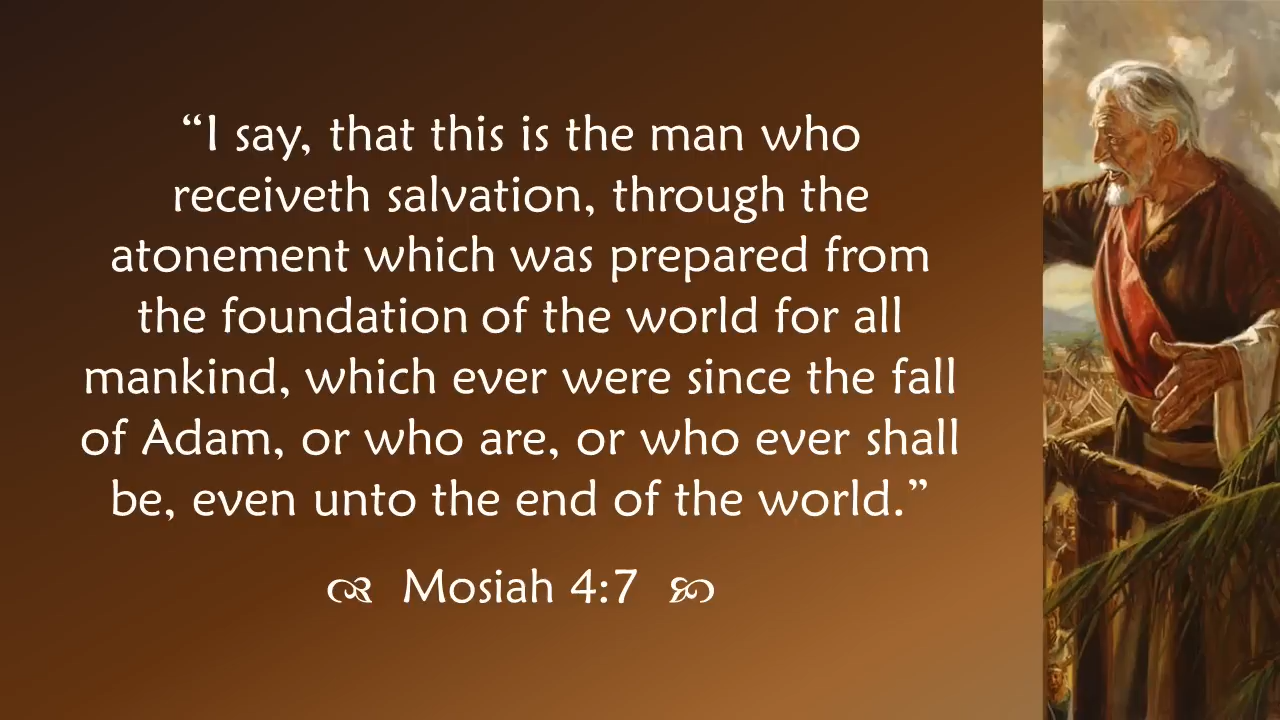 “I say, that this is the man who
receiveth salvation, through the
atonement which was prepared from
the foundation of the world for all
mankind, which ever were since the fall
of Adam, or who are, or who ever shall
be, even unto the end of the world.”
Mosiah 4:7